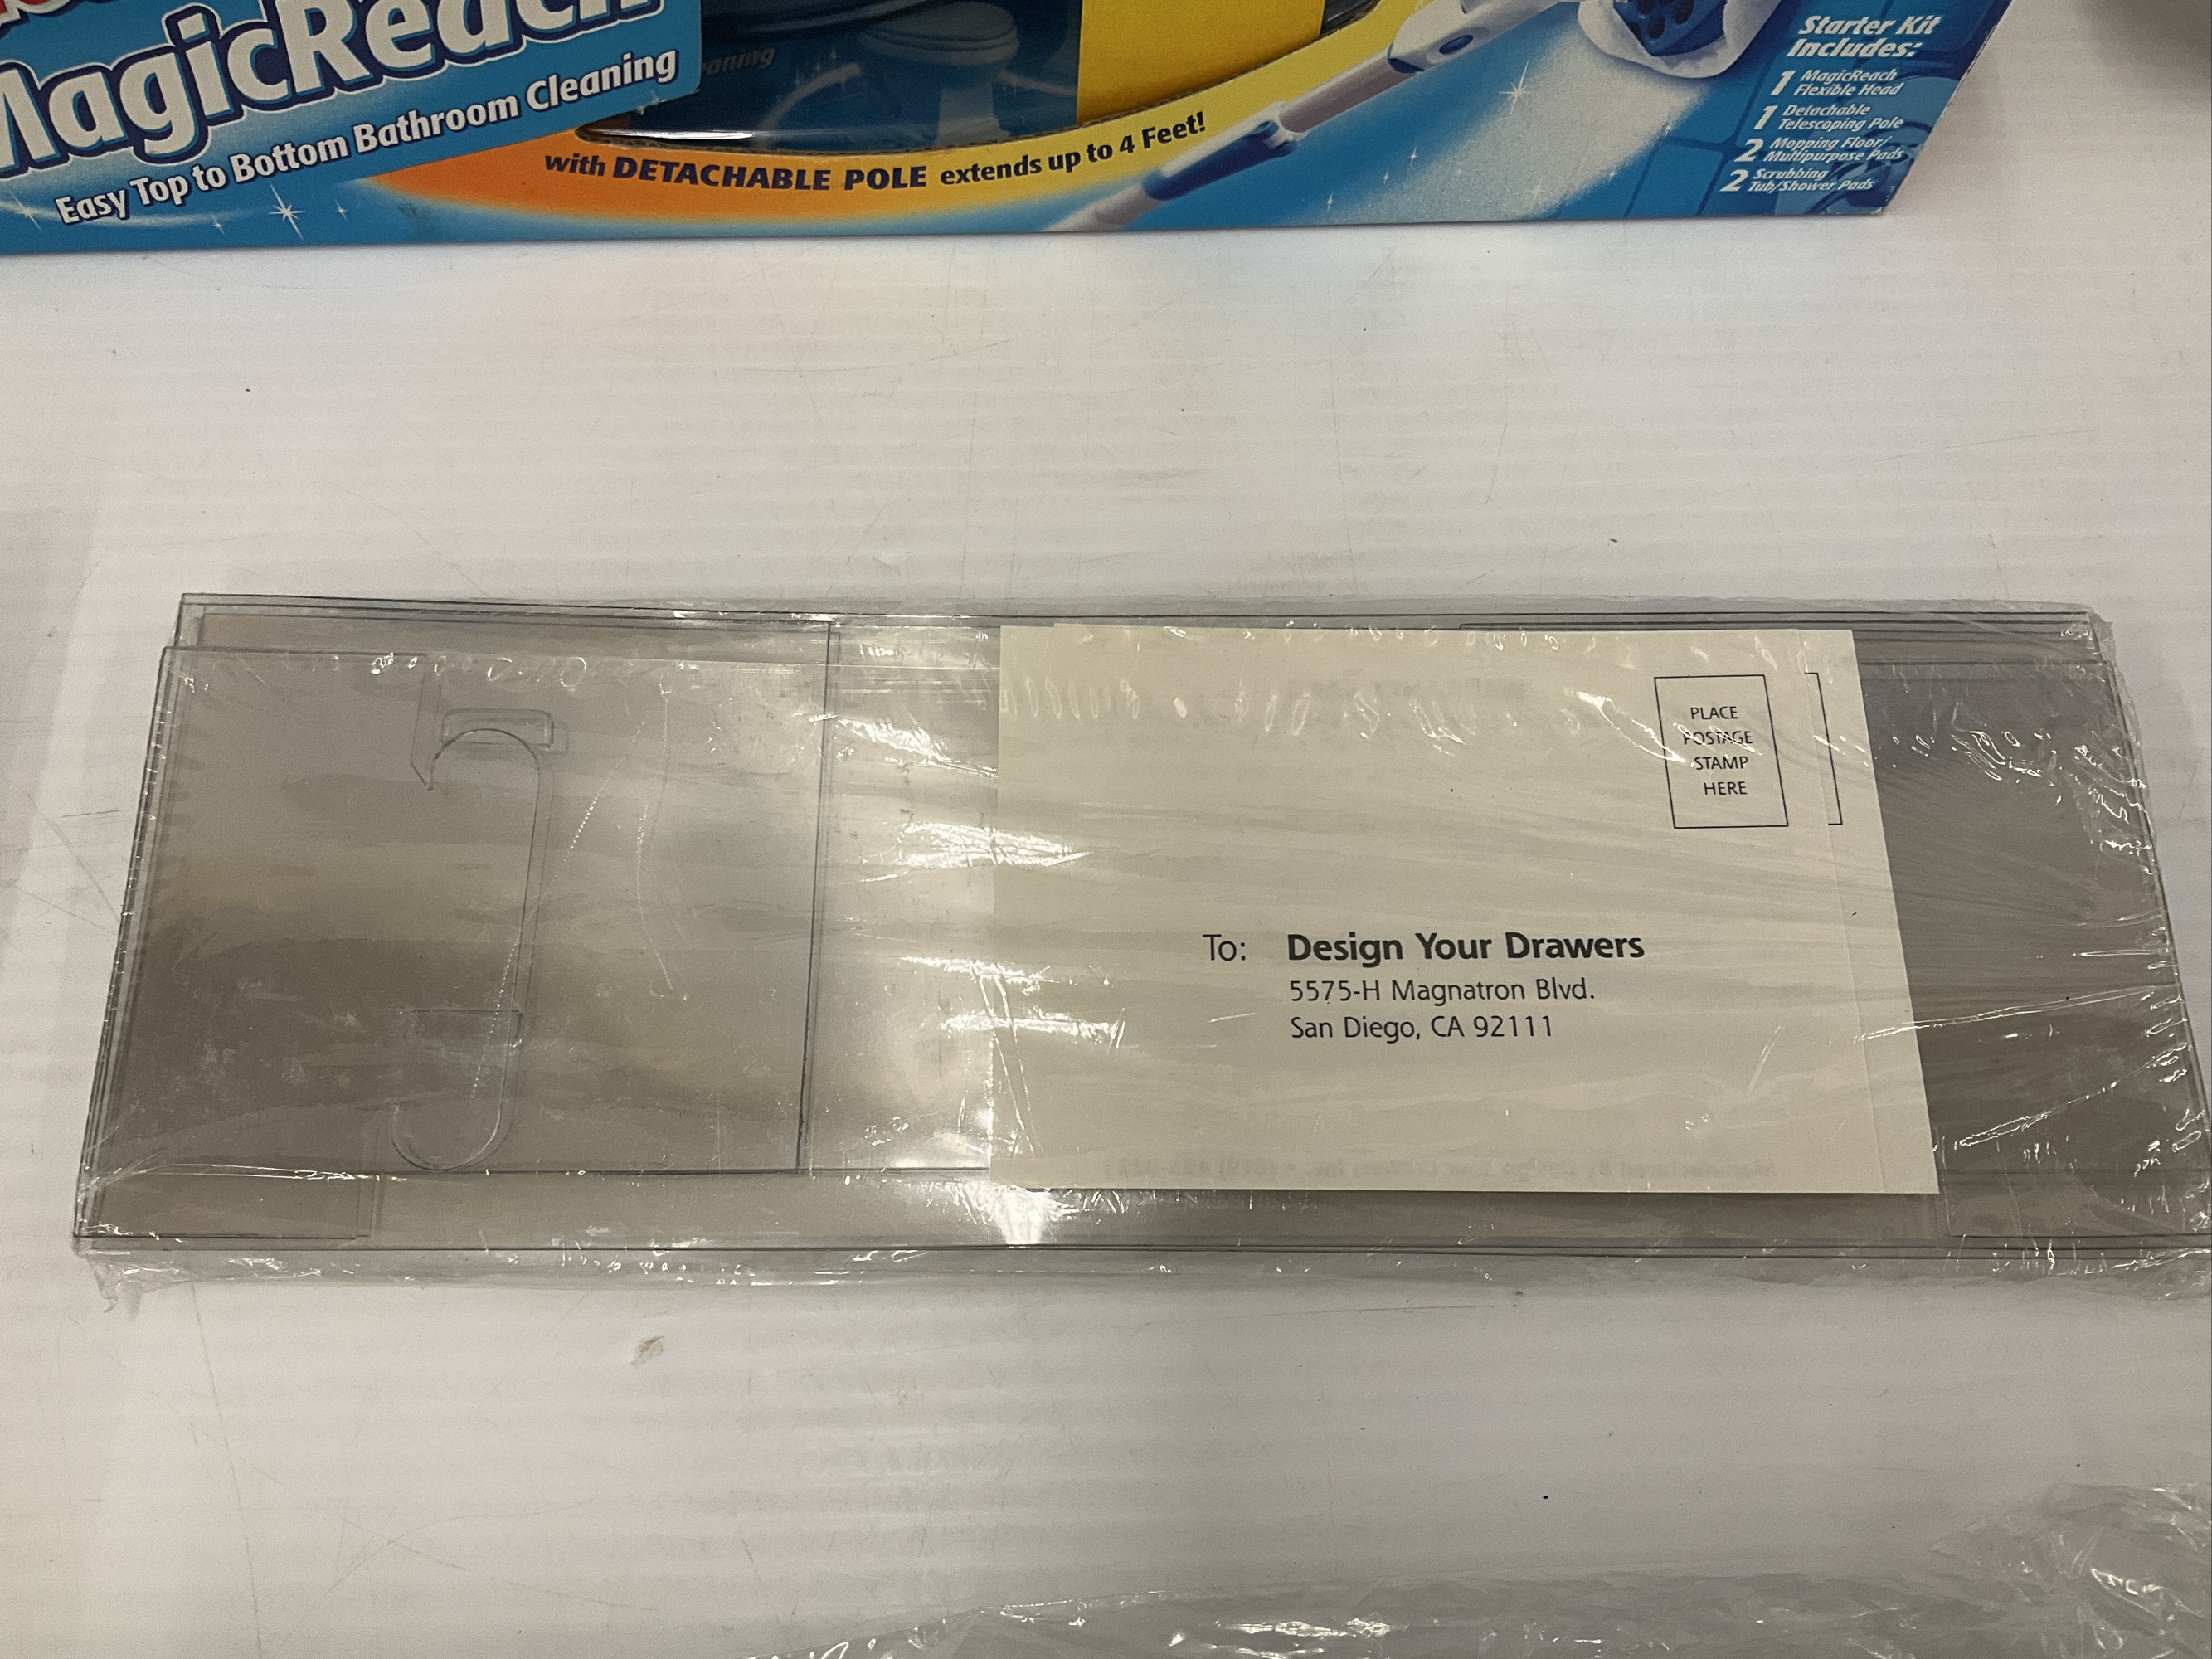 MagicReach
Easy Top to Bottom Bathroom Cleaning
with DETACHABLE POLE extends up to 4 Feet!
Starter Kit
Includes:
1 MagicReach
Flexible Head
1 Detachable
Telescoping Pole
2 Mopping Floor/
Multipurpose Pads
2 Scrubbing
Tub/Shower Pads
PLACE
POSTAGE
STAMP
HERE
To: Design Your Drawers
5575-H Magnatron Blvd.
San Diego, CA 92111